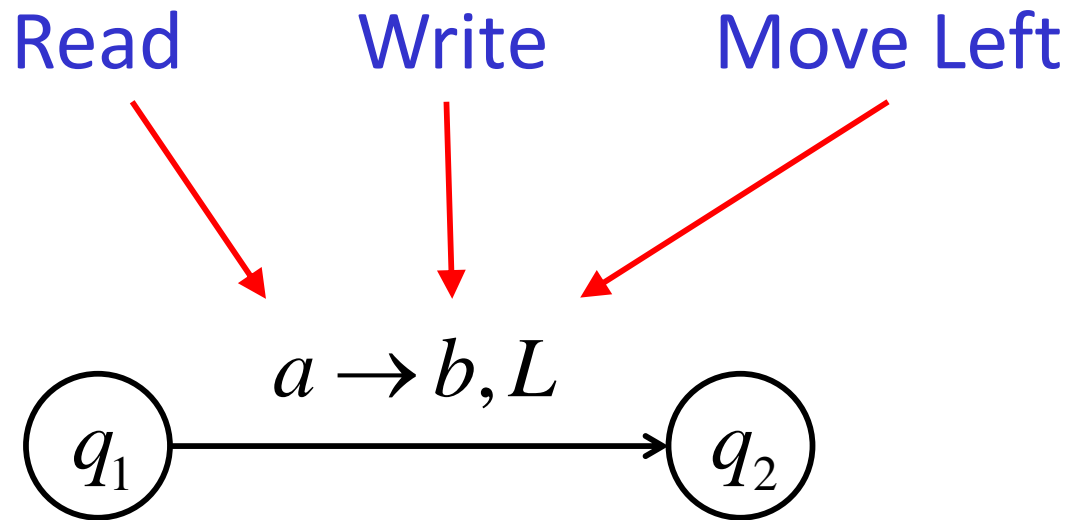 Read Write Move Left
a → b, L
q₁ q₂